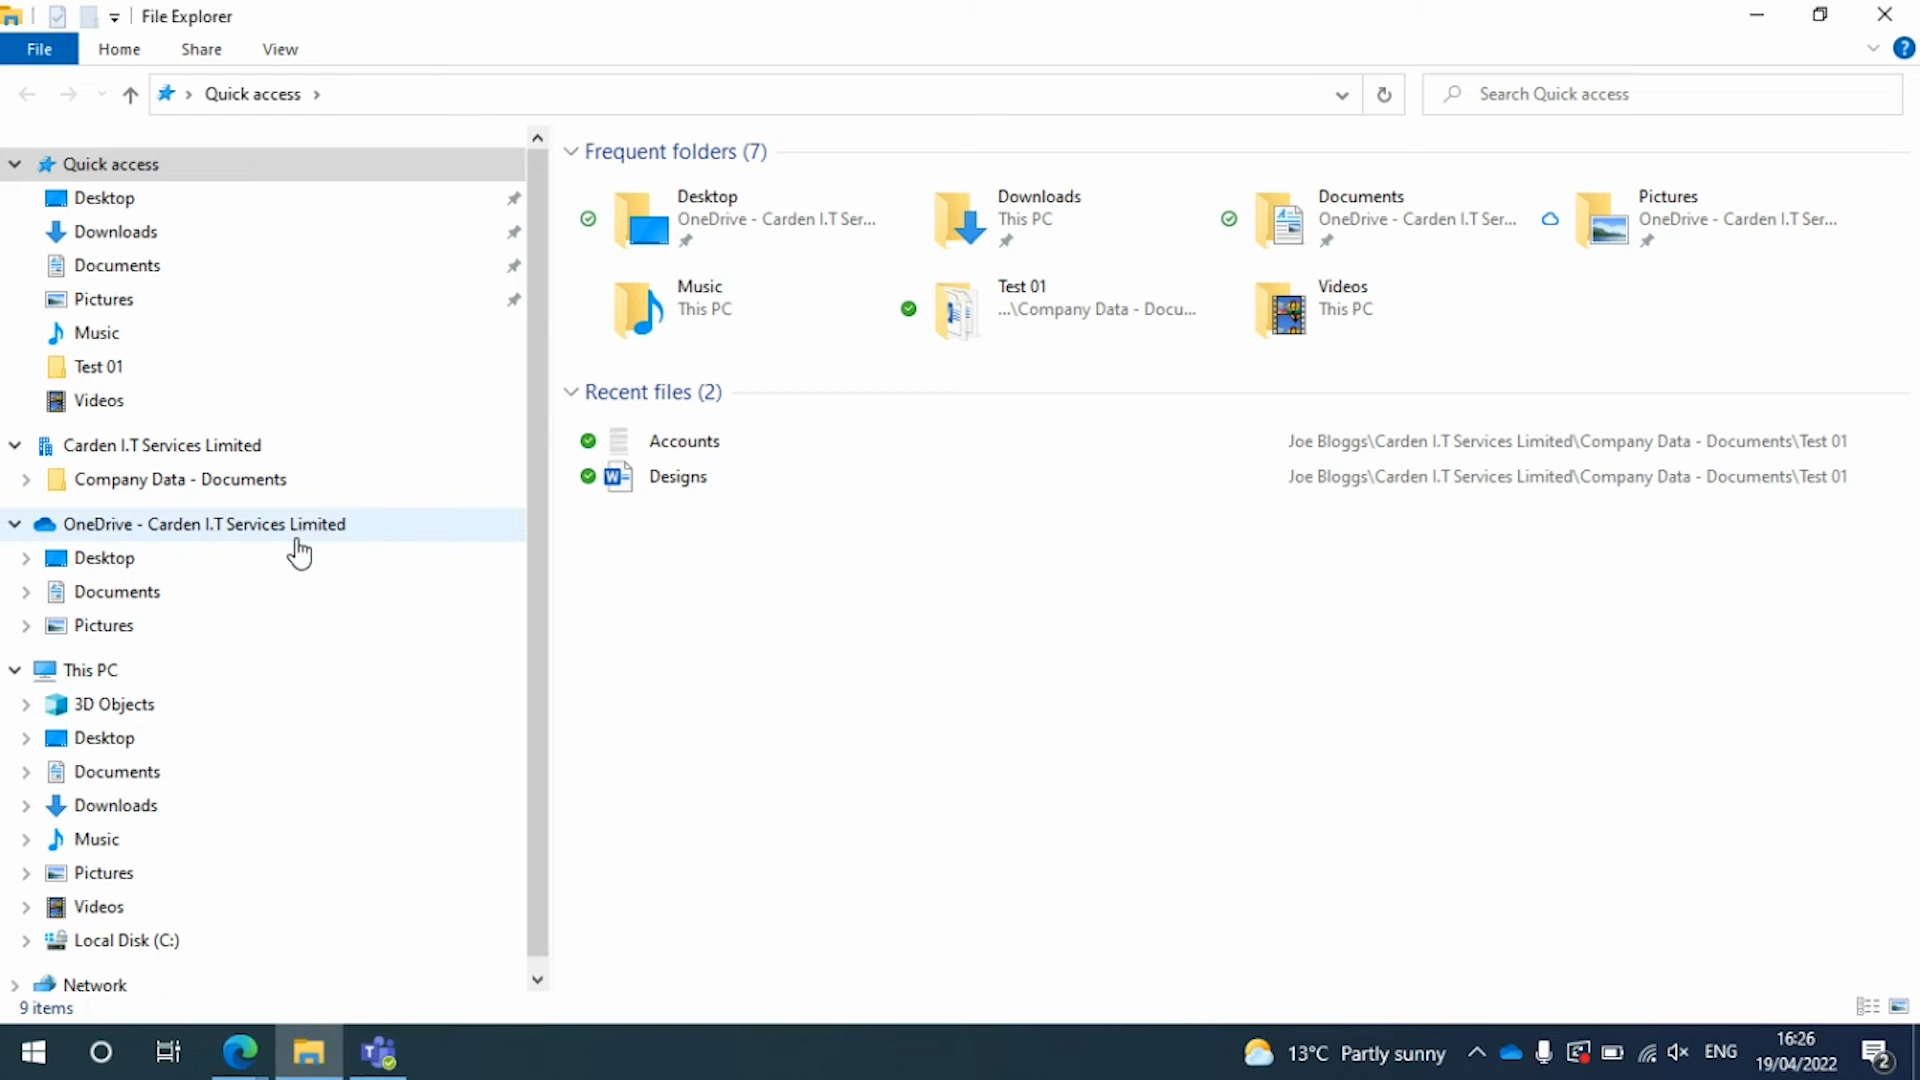 File Explorer
File Home Share View
Quick access
Search Quick access
Quick access
Desktop
Downloads
Documents
Pictures
Music
Test 01
Videos
Carden I.T Services Limited
Company Data - Documents
OneDrive - Carden I.T Services Limited
Desktop
Documents
Pictures
This PC
3D Objects
Desktop
Documents
Downloads
Music
Pictures
Videos
Local Disk (C:)
Network
9 items
Frequent folders (7)
Desktop
OneDrive - Carden I.T Ser...
Downloads
This PC
Documents
OneDrive - Carden I.T Ser...
Pictures
OneDrive - Carden I.T Ser...
Music
This PC
Test 01
...\Company Data - Docu...
Videos
This PC
Recent files (2)
Accounts Joe Bloggs\Carden I.T Services Limited\Company Data - Documents\Test 01
Designs Joe Bloggs\Carden I.T Services Limited\Company Data - Documents\Test 01
13°C Partly sunny ENG 16:26
19/04/2022
2